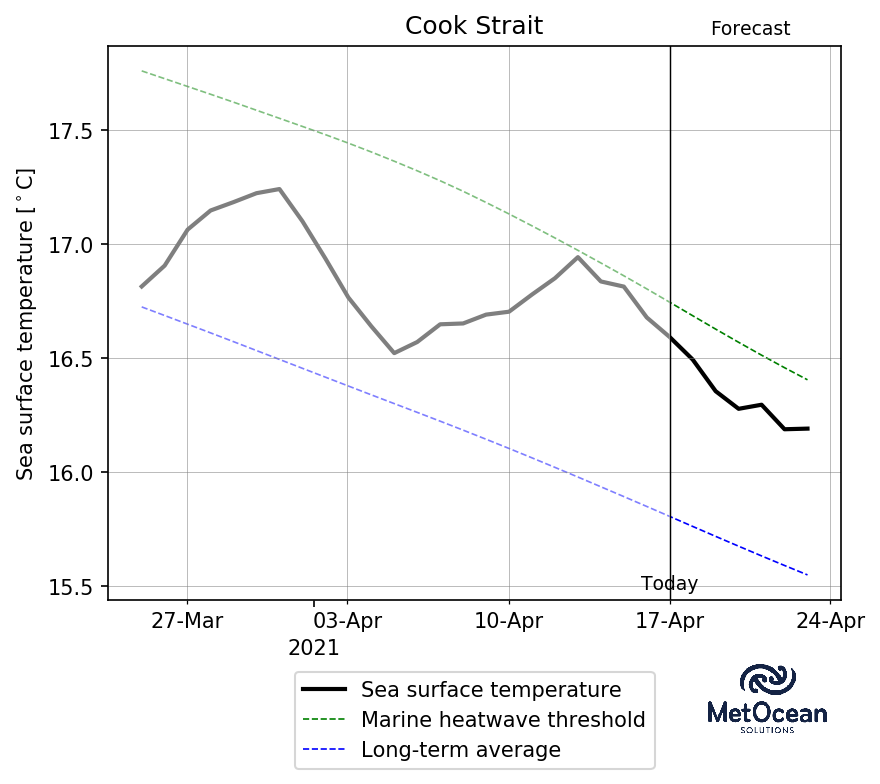 Cook Strait
Forecast
Sea surface temperature [°C]
17.5
17.0
16.5
16.0
15.5
Today
27-Mar
03-Apr
10-Apr
17-Apr
24-Apr
2021
Sea surface temperature
Marine heatwave threshold
Long-term average
MetOcean
SOLUTIONS